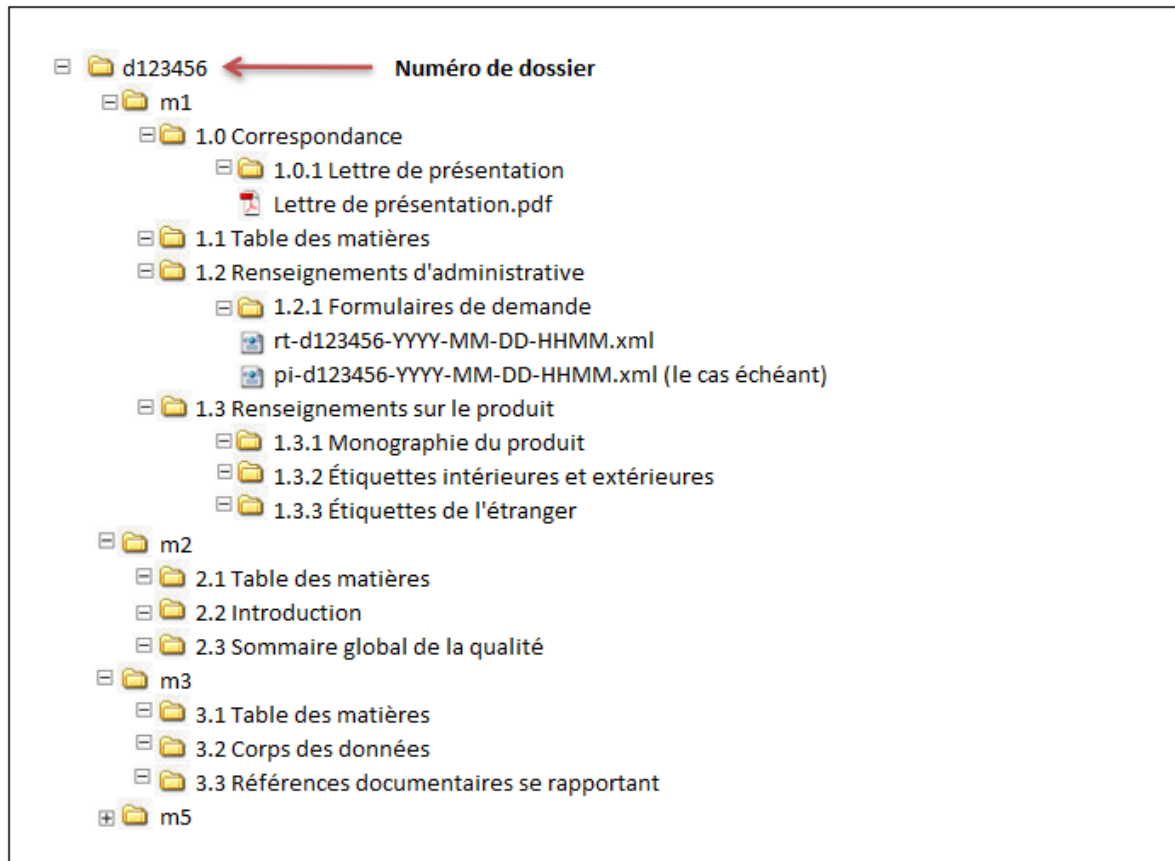 d123456 Numéro de dossier
m1
1.0 Correspondance
1.0.1 Lettre de présentation
Lettre de présentation.pdf
1.1 Table des matières
1.2 Renseignements d'administrative
1.2.1 Formulaires de demande
rt-d123456-YYYY-MM-DD-HHMM.xml
pi-d123456-YYYY-MM-DD-HHMM.xml (le cas échéant)
1.3 Renseignements sur le produit
1.3.1 Monographie du produit
1.3.2 Étiquettes intérieures et extérieures
1.3.3 Étiquettes de l'étranger
m2
2.1 Table des matières
2.2 Introduction
2.3 Sommaire global de la qualité
m3
3.1 Table des matières
3.2 Corps des données
3.3 Références documentaires se rapportant
m5